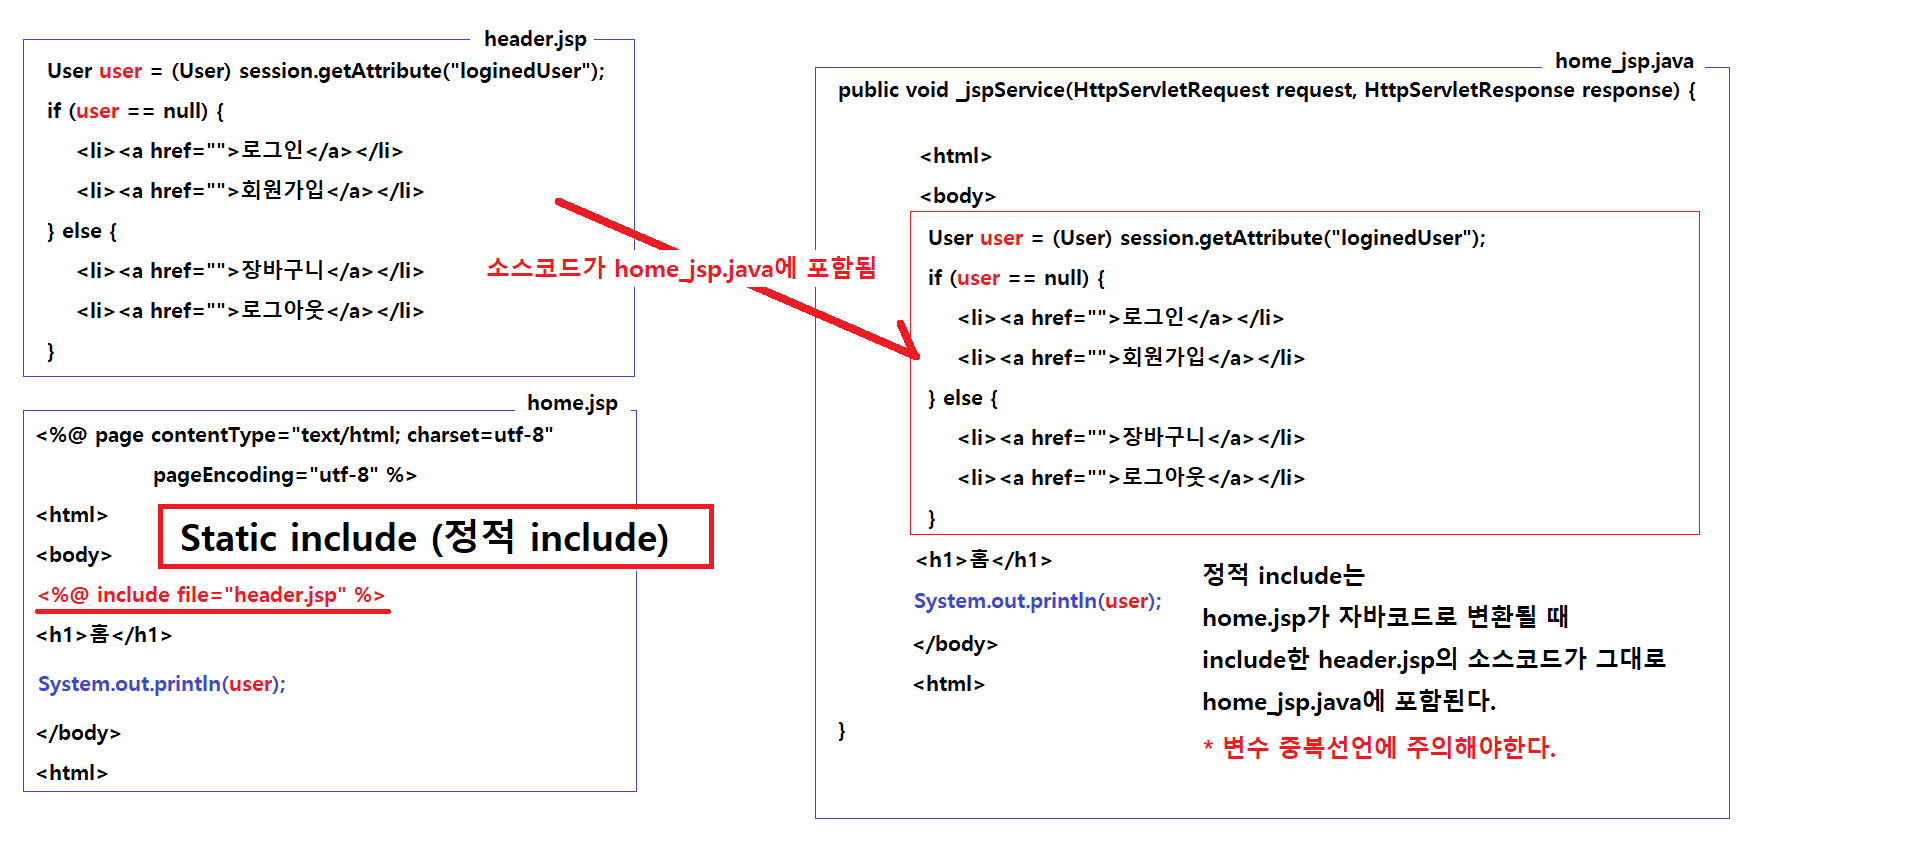 header.jsp
User user = (User) session.getAttribute("loginedUser");
if (user == null) {
<li><a href="">로그인</a></li>
<li><a href="">회원가입</a></li>
} else {
<li><a href="">장바구니</a></li>
<li><a href="">로그아웃</a></li>
}
소스코드가 home_jsp.java에 포함됨
home.jsp
<%@ page contentType="text/html; charset=utf-8"
pageEncoding="utf-8" %>
<html>
<body>
Static include (정적 include)
<%@ include file="header.jsp" %>
<h1>홈</h1>
System.out.println(user);
</body>
<html>
home_jsp.java
public void _jspService(HttpServletRequest request, HttpServletResponse response) {
<html>
<body>
User user = (User) session.getAttribute("loginedUser");
if (user == null) {
<li><a href="">로그인</a></li>
<li><a href="">회원가입</a></li>
} else {
<li><a href="">장바구니</a></li>
<li><a href="">로그아웃</a></li>
}
<h1>홈</h1>
System.out.println(user);
</body>
<html>
}
정적 include는
home.jsp가 자바코드로 변환될 때
include한 header.jsp의 소스코드가 그대로
home_jsp.java에 포함된다.
* 변수 중복선언에 주의해야한다.